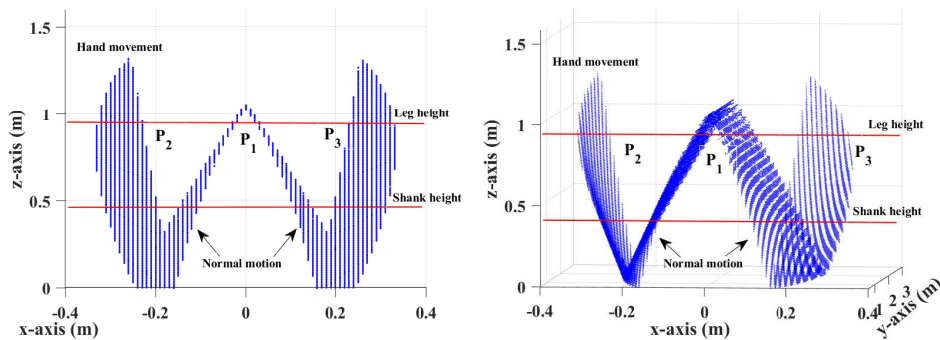 1.5
Hand movement
Leg height
1
P2
P1
P3
z-axis (m)
0.5
Shank height
Normal motion
0
-0.4
-0.2
0
0.2
0.4
x-axis (m)
1.5
Hand movement
Leg height
1
P2
P1
P3
z-axis (m)
0.5
Shank height
Normal motion
0
1 2 3
y-axis (m)
-0.4
-0.2
0
0.2
0.4
x-axis (m)